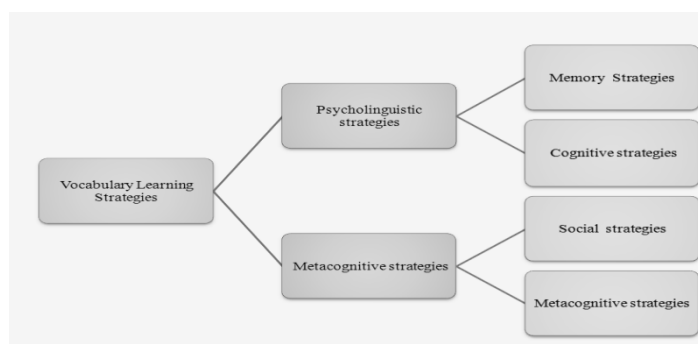 Vocabulary Learning
Strategies
Psycholinguistic
strategies
Metacognitive strategies
Memory Strategies
Cognitive strategies
Social strategies
Metacognitive strategies